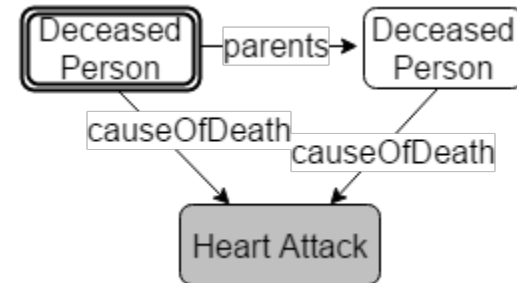 Deceased
Person
parents
Deceased
Person
causeOfDeath
causeOfDeath
Heart Attack